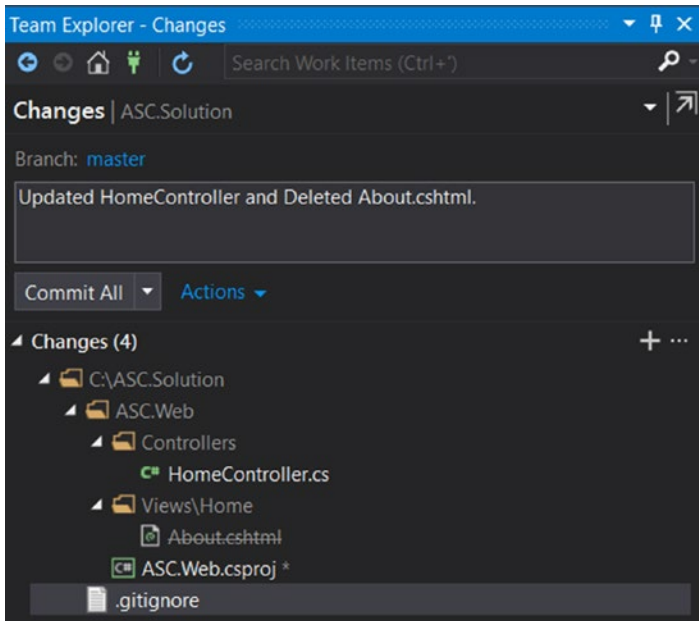 Team Explorer - Changes
Search Work Items (Ctrl+')
Changes | ASC.Solution
Branch: master
Updated HomeController and Deleted About.cshtml.
Commit All Actions
Changes (4)
C:\ASC.Solution
ASC.Web
Controllers
C# HomeController.cs
Views\Home
About.cshtml
C# ASC.Web.csproj *
.gitignore